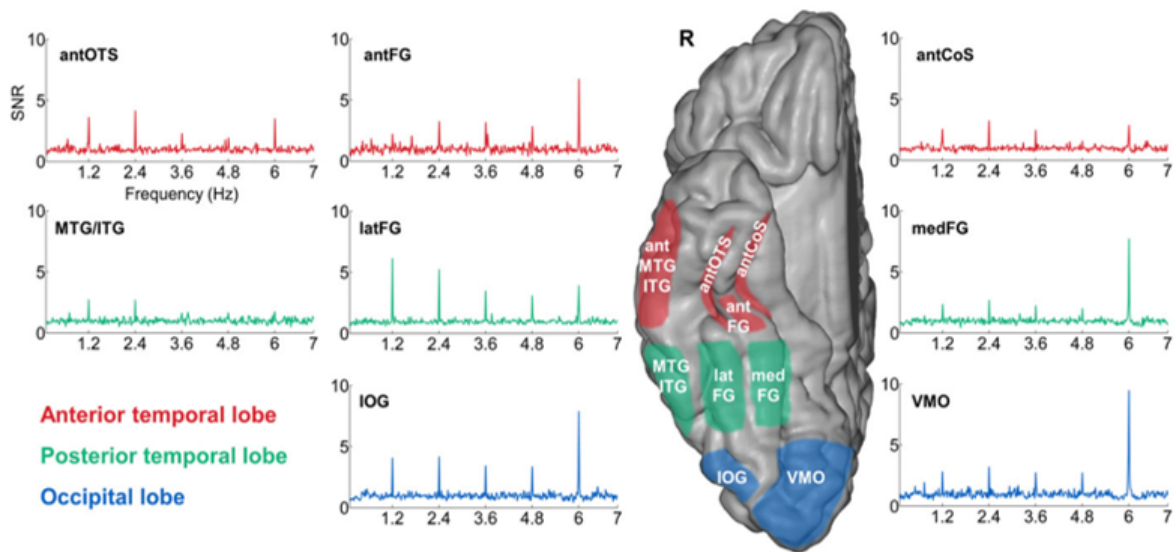 antOTS
10
5
0
SNR
1.2 2.4 3.6 4.8 6 7
Frequency (Hz)
antFG
10
5
0
1.2 2.4 3.6 4.8 6 7
R
antCoS
10
5
0
1.2 2.4 3.6 4.8 6 7
MTG/ITG
10
5
0
1.2 2.4 3.6 4.8 6 7
latFG
10
5
0
1.2 2.4 3.6 4.8 6 7
ant
MTG
ITG
antOTS
antCoS
ant
FG
MTG
ITG
lat
FG
med
FG
IOG
VMO
medFG
10
5
0
1.2 2.4 3.6 4.8 6 7
Anterior temporal lobe
Posterior temporal lobe
Occipital lobe
IOG
10
5
0
1.2 2.4 3.6 4.8 6 7
VMO
10
5
0
1.2 2.4 3.6 4.8 6 7